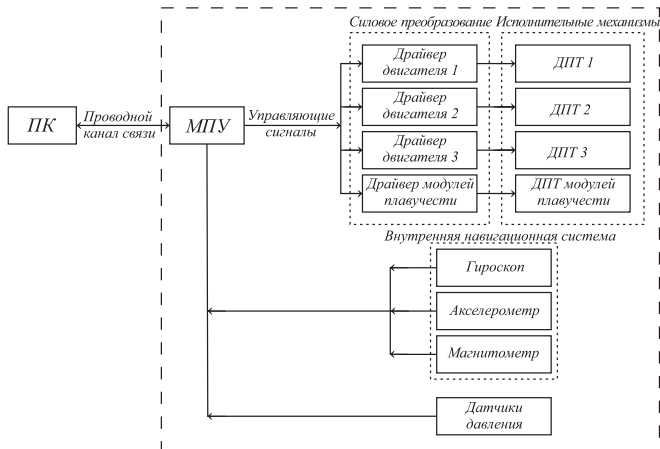 Силовое преобразование
Исполнительные механизмы
Драйвер
двигателя 1
ДПТ 1
Драйвер
двигателя 2
ДПТ 2
ПК
Проводной
канал связи
МПУ
Управляющие
сигналы
Драйвер
двигателя 3
ДПТ 3
Драйвер модулей
плавучести
ДПТ модулей
плавучести
Внутренняя навигационная система
Гироскоп
Акселерометр
Магнитометр
Датчики
давления